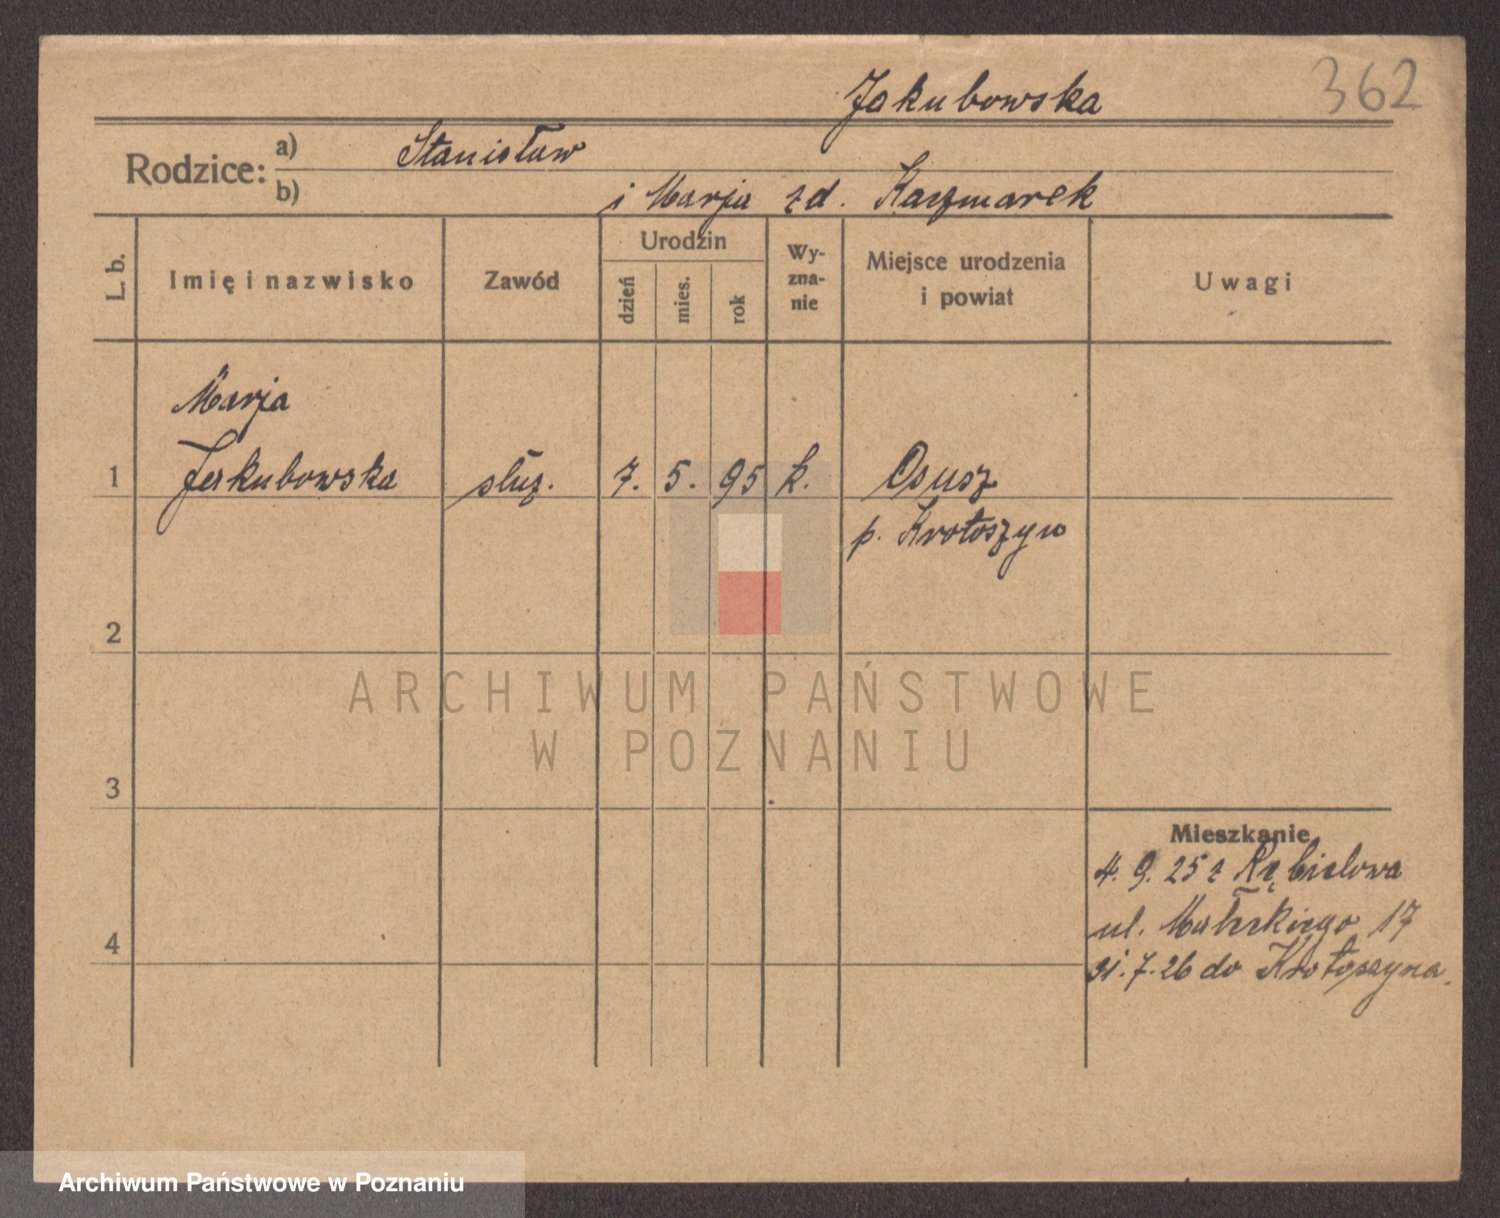 362
Jakubowska
Rodzice: a) Stanisław
b) i Marja zd. Kaczmarek
L. b.
Imię i nazwisko
Zawód
Urodzin
dzień
mies.
rok
Wy-
zna-
nie
Miejsce urodzenia
i powiat
Uwagi
Marja
1 Jakubowska służ. 7. 5. 95 k. Osusz
p. Krotoszyn
2
ARCHIWUM PAŃSTWOWE
W POZNANIU
3
Mieszkanie
4. 9. 25 z
ul. 17
4
31. 7. 26 do Krotoszyna.
Archiwum Państwowe w Poznaniu